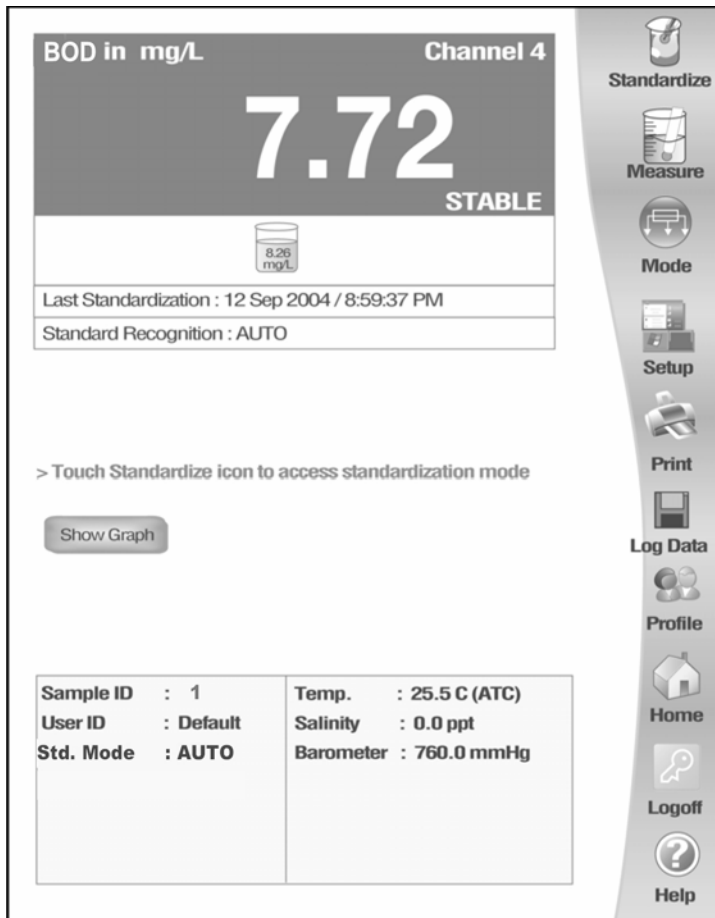 BOD in mg/L
Channel 4
7.72
STABLE
8.26
mg/L
Last Standardization : 12 Sep 2004 / 8:59:37 PM
Standard Recognition : AUTO
> Touch Standardize icon to access standardization mode
Show Graph
Sample ID : 1
User ID : Default
Std. Mode : AUTO
Temp. : 25.5 C (ATC)
Salinity : 0.0 ppt
Barometer : 760.0 mmHg
Standardize
Measure
Mode
Setup
Print
Log Data
Profile
Home
Logoff
?
Help